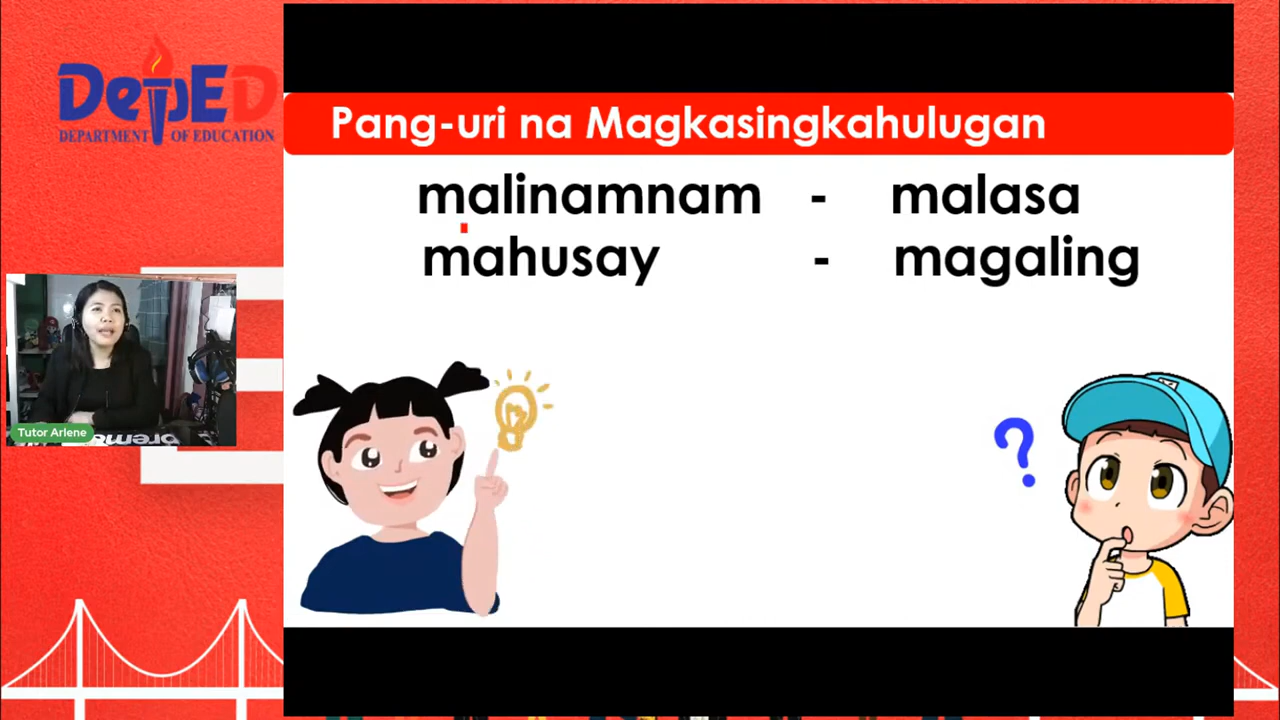 DepED
DEPARTMENT OF EDUCATION
Pang-uri na Magkasingkahulugan
malinamnam - malasa
mahusay - magaling
?
Tutor Arlene